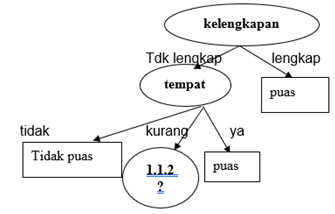 kelengkapan
Tdk lengkap
lengkap
tempat
puas
tidak
kurang
ya
Tidak puas
1.1.2
?
puas